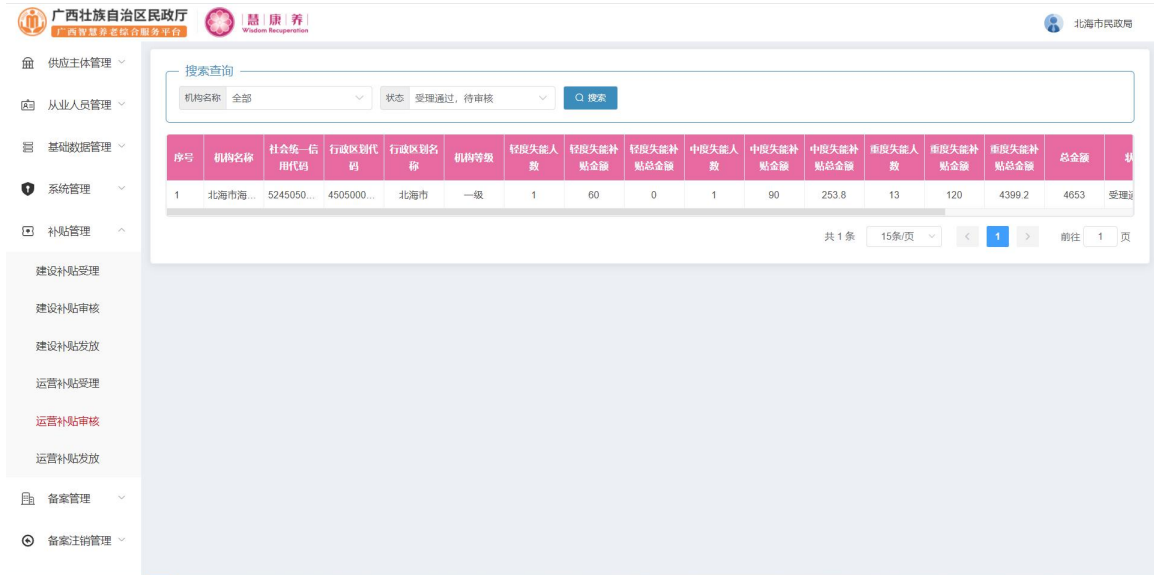 广西壮族自治区民政厅
广西智慧养老综合服务平台
慧 康 养
Wisdom Recuperation
北海市民政局
供应主体管理
从业人员管理
基础数据管理
系统管理
补贴管理
建设补贴受理
建设补贴审核
建设补贴发放
运营补贴受理
运营补贴审核
运营补贴发放
备案管理
备案注销管理
搜索查询
机构名称 全部 状态 受理通过，待审核 搜索
序号 机构名称 社会统一信用代码 行政区划代码 行政区划名称 机构等级 轻度失能人数 轻度失能补贴金额 轻度失能补贴总金额 中度失能人数 中度失能补贴金额 中度失能补贴总金额 重度失能人数 重度失能补贴金额 重度失能补贴总金额 总金额
1 北海市海... 5245050... 4505000... 北海市 一级 1 60 0 1 90 253.8 13 120 4399.2 4653 受理
共 1 条 15条/页 < 1 > 前往 1 页